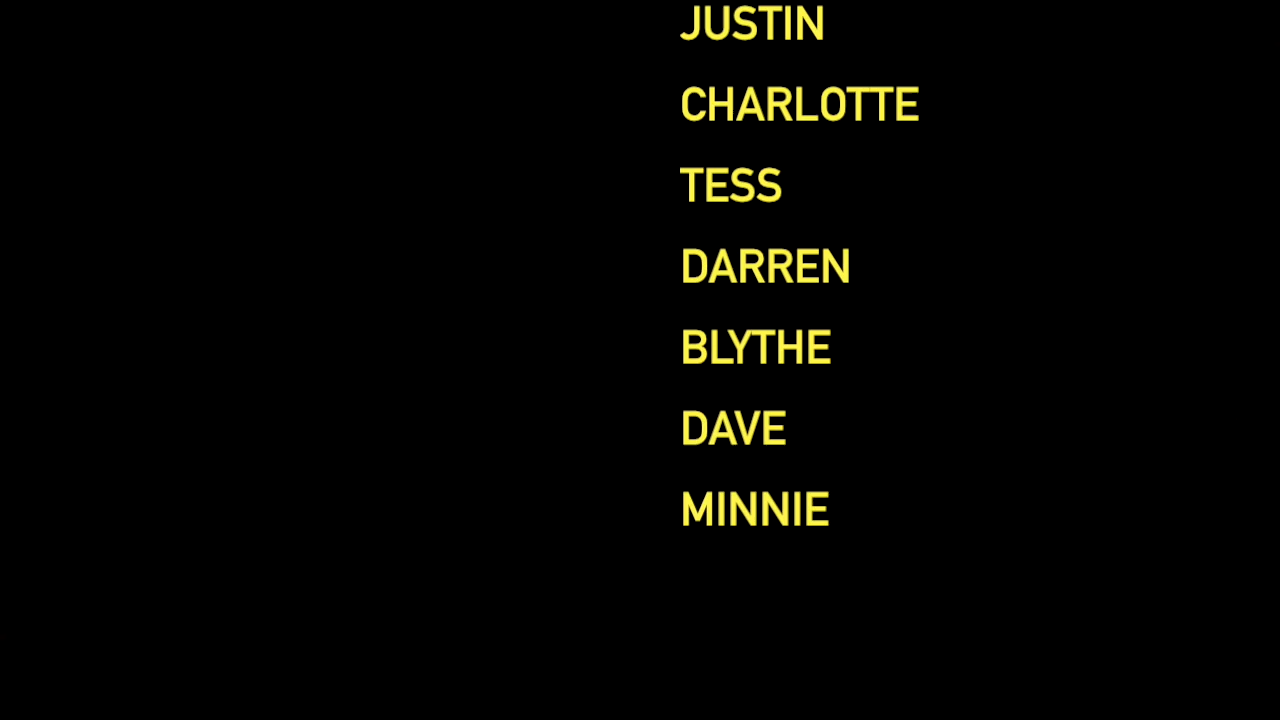 JUSTIN
CHARLOTTE
TESS
DARREN
BLYTHE
DAVE
MINNIE